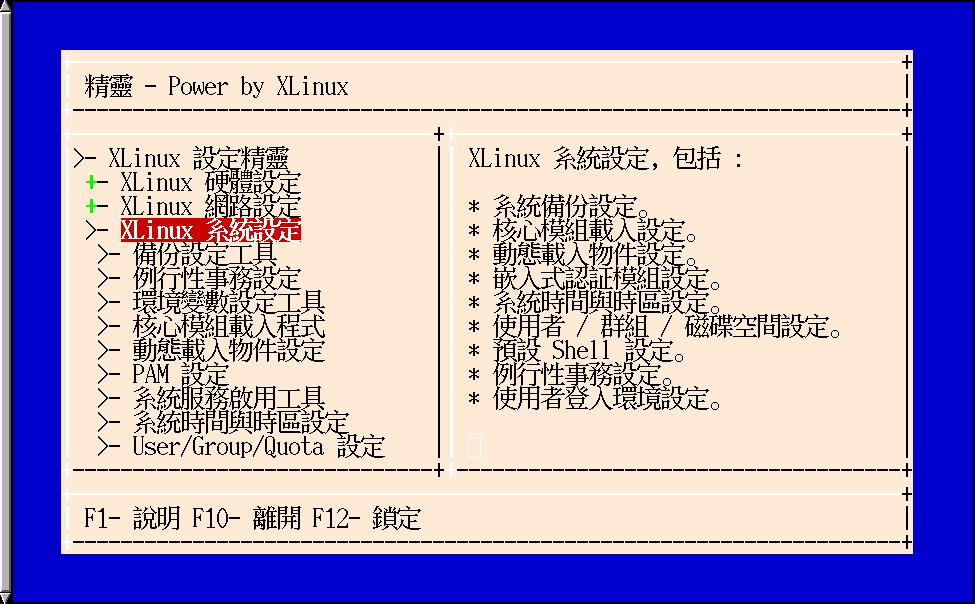 精靈 - Power by XLinux
>- XLinux 設定精靈
+- XLinux 硬體設定
+- XLinux 網路設定
>- XLinux 系統設定
>- 備份設定工具
>- 例行性事務設定
>- 環境變數設定工具
>- 核心模組載入程式
>- 動態載入物件設定
>- PAM 設定
>- 系統服務啟用工具
>- 系統時間與時區設定
>- User/Group/Quota 設定
XLinux 系統設定, 包括 :
* 系統備份設定。
* 核心模組載入設定。
* 動態載入物件設定。
* 嵌入式認証模組設定。
* 系統時間與時區設定。
* 使用者 / 群組 / 磁碟空間設定。
* 預設 Shell 設定。
* 例行性事務設定。
* 使用者登入環境設定。
F1- 說明 F10- 離開 F12- 鎖定